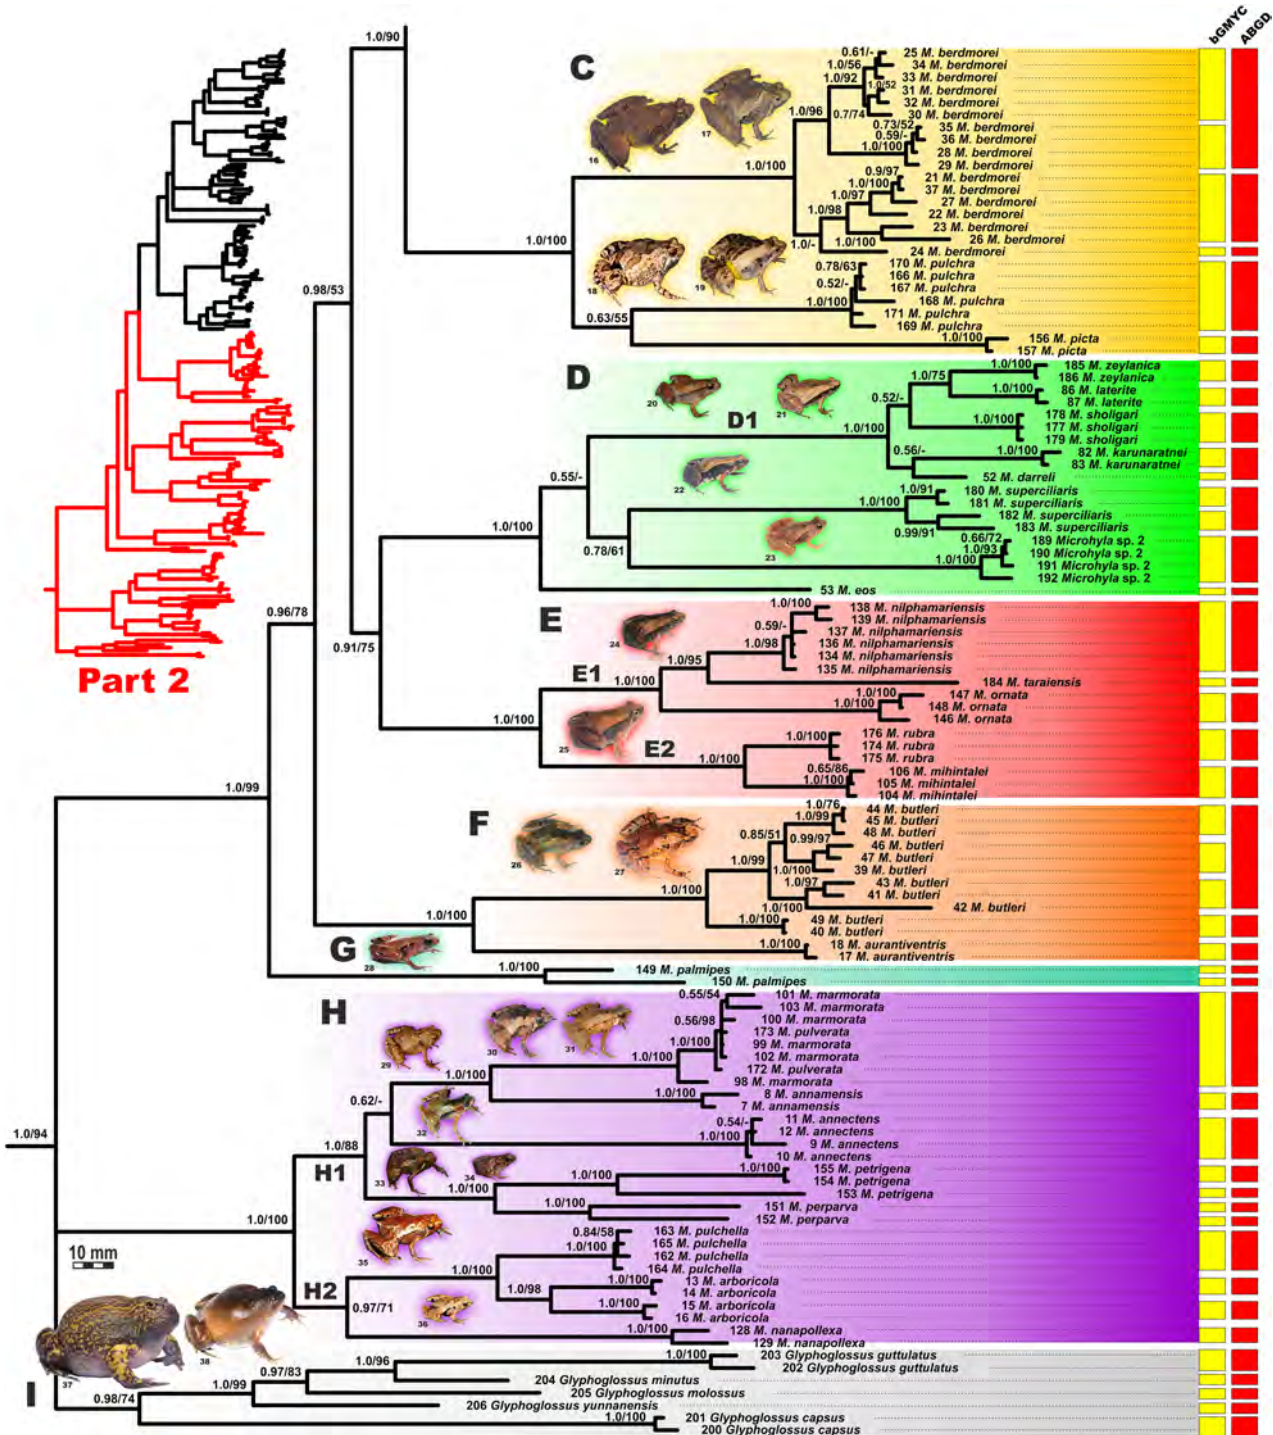 bGMYC ABGD
1.0/90
C
16
17
18
19
0.61/-
1.0/56
1.0/92
1.0/52
0.7/74
1.0/96
0.73/52
0.59/-
1.0/100
1.0/100
0.9/97
1.0/100
1.0/97
1.0/98
1.0/-
1.0/100
1.0/100
0.78/63
0.52/-
1.0/100
0.63/55
1.0/100
25 M. berdmorei
34 M. berdmorei
33 M. berdmorei
31 M. berdmorei
32 M. berdmorei
30 M. berdmorei
35 M. berdmorei
36 M. berdmorei
28 M. berdmorei
29 M. berdmorei
21 M. berdmorei
37 M. berdmorei
27 M. berdmorei
22 M. berdmorei
23 M. berdmorei
26 M. berdmorei
24 M. berdmorei
170 M. pulchra
166 M. pulchra
167 M. pulchra
168 M. pulchra
171 M. pulchra
169 M. pulchra
156 M. picta
157 M. picta
0.98/53
Part 2
D
D1
20
21
22
23
1.0/100
1.0/75
1.0/100
0.52/-
1.0/100
0.56/-
1.0/100
0.55/-
1.0/100
1.0/91
1.0/100
0.99/91
0.78/61
0.66/72
1.0/93
1.0/100
185 M. zeylanica
186 M. zeylanica
86 M. laterite
87 M. laterite
178 M. sholigari
177 M. sholigari
179 M. sholigari
82 M. karunaratnei
83 M. karunaratnei
52 M. darreli
180 M. superciliaris
181 M. superciliaris
182 M. superciliaris
183 M. superciliaris
189 Microhyla sp. 2
190 Microhyla sp. 2
191 Microhyla sp. 2
192 Microhyla sp. 2
53 M. eos
0.96/78
0.91/75
E
E1
E2
24
25
1.0/100
0.59/-
1.0/98
1.0/95
1.0/100
1.0/100
1.0/100
1.0/100
1.0/100
1.0/100
0.65/86
1.0/100
138 M. nilphamariensis
139 M. nilphamariensis
137 M. nilphamariensis
136 M. nilphamariensis
134 M. nilphamariensis
135 M. nilphamariensis
184 M. taraiensis
147 M. ornata
148 M. ornata
146 M. ornata
176 M. rubra
174 M. rubra
175 M. rubra
106 M. mihintalei
105 M. mihintalei
104 M. mihintalei
1.0/99
F
26
27
1.0/76
1.0/99
0.85/51
0.99/97
1.0/99
1.0/100
1.0/97
1.0/100
1.0/100
1.0/100
1.0/100
1.0/100
44 M. butleri
45 M. butleri
48 M. butleri
46 M. butleri
47 M. butleri
39 M. butleri
43 M. butleri
41 M. butleri
42 M. butleri
49 M. butleri
40 M. butleri
18 M. aurantiventris
17 M. aurantiventris
G
28
1.0/100
149 M. palmipes
150 M. palmipes
H
H1
H2
29
30
31
32
33
34
35
36
0.55/54
0.56/98
1.0/100
1.0/100
1.0/100
1.0/100
0.62/-
0.54/-
1.0/100
1.0/88
1.0/100
1.0/100
1.0/100
1.0/100
1.0/100
0.84/58
1.0/100
1.0/100
1.0/100
1.0/98
1.0/100
0.97/71
1.0/100
101 M. marmorata
103 M. marmorata
100 M. marmorata
173 M. pulverata
99 M. marmorata
102 M. marmorata
172 M. pulverata
98 M. marmorata
8 M. annamensis
7 M. annamensis
11 M. annectens
12 M. annectens
9 M. annectens
10 M. annectens
155 M. petrigena
154 M. petrigena
153 M. petrigena
151 M. perparva
152 M. perparva
163 M. pulchella
165 M. pulchella
162 M. pulchella
164 M. pulchella
13 M. arboricola
14 M. arboricola
15 M. arboricola
16 M. arboricola
128 M. nanapollexa
129 M. nanapollexa
1.0/94
10 mm
I
37
38
1.0/100
1.0/96
0.97/83
1.0/99
0.98/74
1.0/100
203 Glyphoglossus guttulatus
202 Glyphoglossus guttulatus
204 Glyphoglossus minutus
205 Glyphoglossus molossus
206 Glyphoglossus yunnanensis
201 Glyphoglossus capsus
200 Glyphoglossus capsus